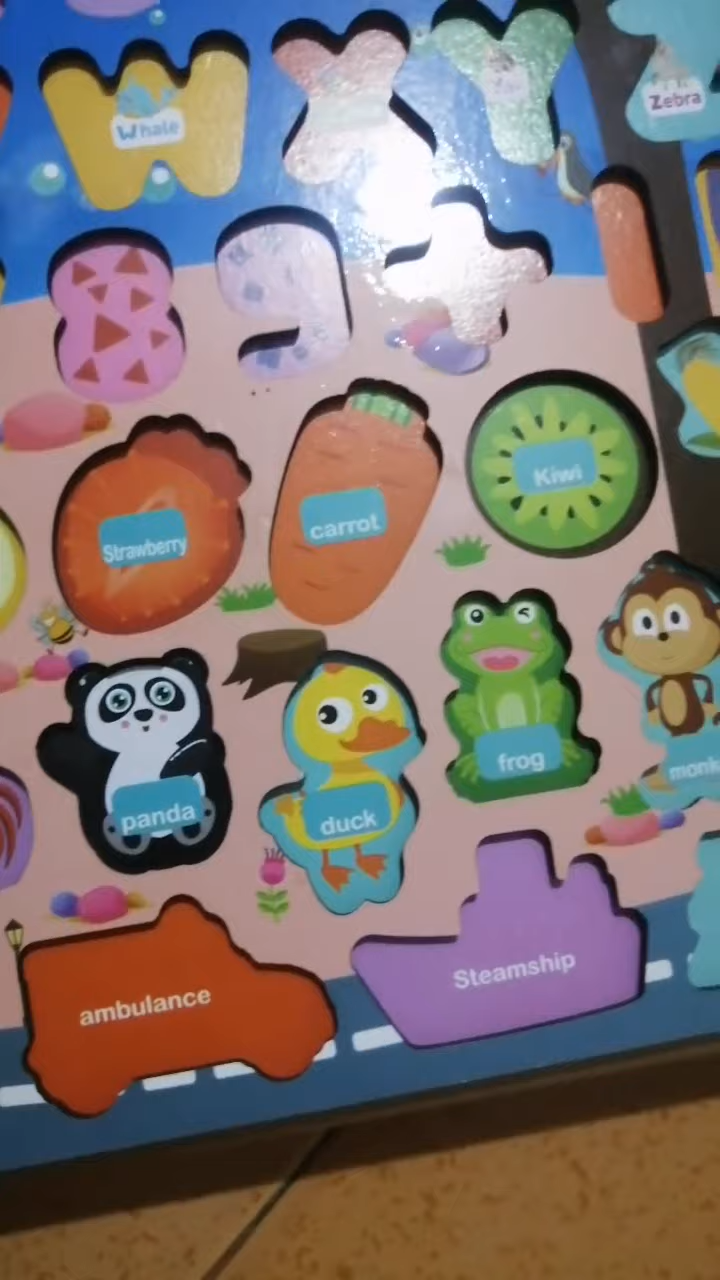 W X Y
Whale
Zebra
Strawberry
carrot
Kiwi
panda
duck
frog
ambulance
Steamship